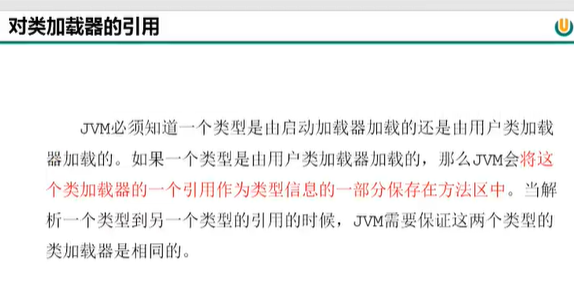 对类加载器的引用
JVM必须知道一个类型是由启动加载器加载的还是由用户类加载
器加载的。如果一个类型是由用户类加载器加载的，那么JVM会将这
个类加载器的一个引用作为类型信息的一部分保存在方法区中。当解
析一个类型到另一个类型的引用的时候，JVM需要保证这两个类型的
类加载器是相同的。